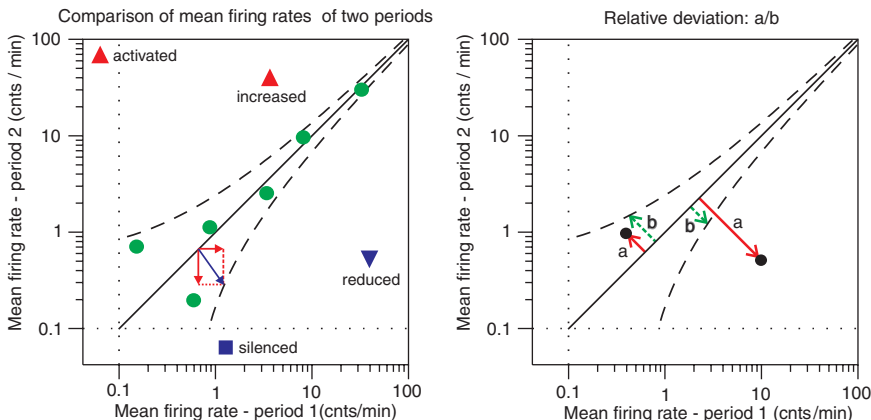 Comparison of mean firing rates of two periods
Mean firing rate - period 2 (cnts / min)
100
10
1
0.1
activated
increased
reduced
silenced
0.1
1
10
100
Mean firing rate - period 1(cnts/min)
Relative deviation: a/b
Mean firing rate - period 2 (cnts/min)
100
10
1
0.1
b
a
b
a
0.1
1
10
100
Mean firing rate - period 1 (cnts/min)